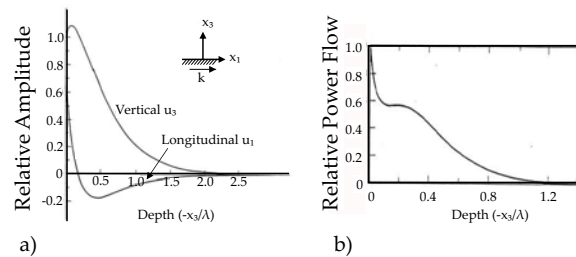 Relative Amplitude
1.0
0.8
0.6
0.4
0.2
0
-0.2
0.5 1.0 1.5 2.0 2.5
x₃
x₁
k
Vertical u₃
Longitudinal u₁
Depth (-x₃/λ)
a)
Relative Power Flow
1.0
0.8
0.6
0.4
0.2
0
0 0.4 0.8 1.2
Depth (-x₃/λ)
b)